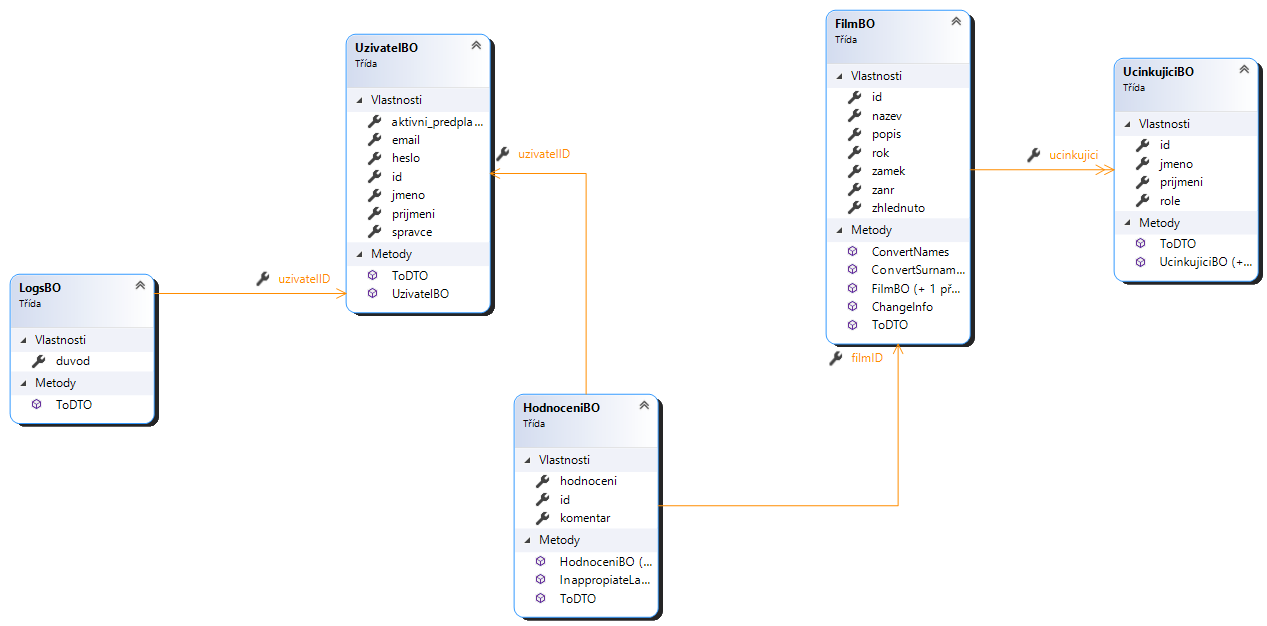 UzivatelBO
Třída
Vlastnosti
aktivni_predpla...
email
heslo
id
jmeno
prijmeni
spravce
Metody
ToDTO
UzivatelBO
uzivatelID
FilmBO
Třída
Vlastnosti
id
nazev
popis
rok
zamek
zanr
zhlednuto
Metody
ConvertNames
ConvertSurnam...
FilmBO (+ 1 př...
ChangeInfo
ToDTO
filmID
ucinkujici
UcinkujiciBO
Třída
Vlastnosti
id
jmeno
prijmeni
role
Metody
ToDTO
UcinkujiciBO (+...
uzivatelID
LogsBO
Třída
Vlastnosti
duvod
Metody
ToDTO
HodnoceniBO
Třída
Vlastnosti
hodnoceni
id
komentar
Metody
HodnoceniBO (...
InappropiateLa...
ToDTO